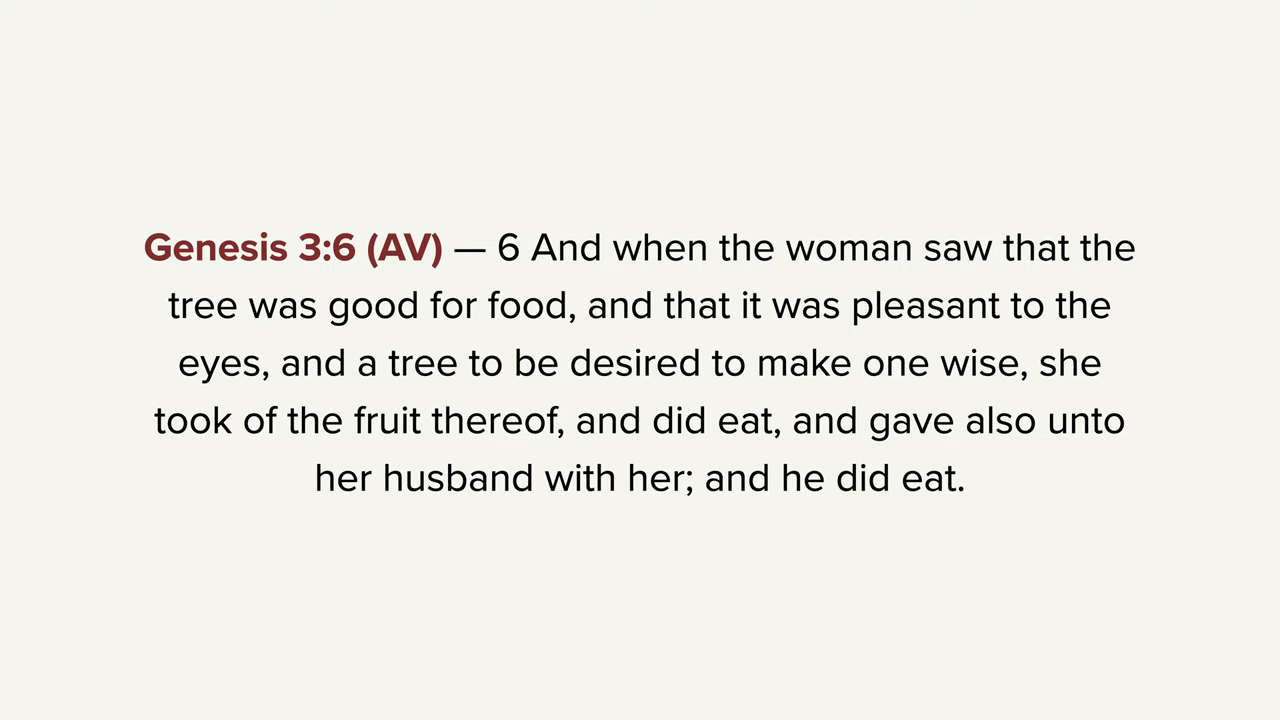 Genesis 3:6 (AV) — 6 And when the woman saw that the
tree was good for food, and that it was pleasant to the
eyes, and a tree to be desired to make one wise, she
took of the fruit thereof, and did eat, and gave also unto
her husband with her; and he did eat.